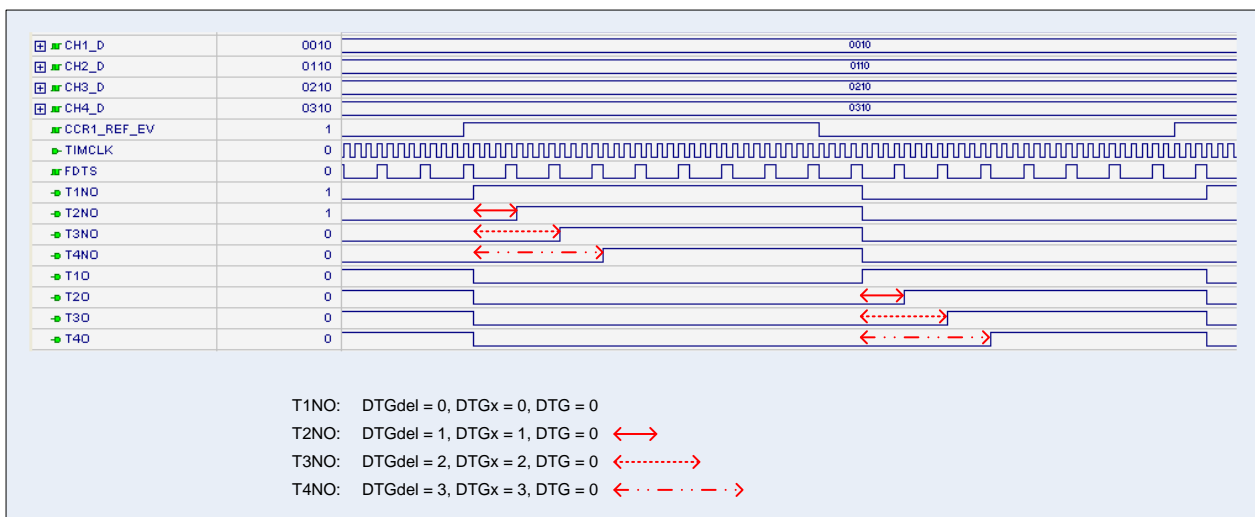 CH1_D 0010 0010
CH2_D 0110 0110
CH3_D 0210 0210
CH4_D 0310 0310
CCR1_REF_EV 1
TIMCLK 0
FDTS 0
T1NO 1
T2NO 1
T3NO 0
T4NO 0
T1O 0
T2O 0
T3O 0
T4O 0
T1NO: DTGdel = 0, DTGx = 0, DTG = 0
T2NO: DTGdel = 1, DTGx = 1, DTG = 0
T3NO: DTGdel = 2, DTGx = 2, DTG = 0
T4NO: DTGdel = 3, DTGx = 3, DTG = 0